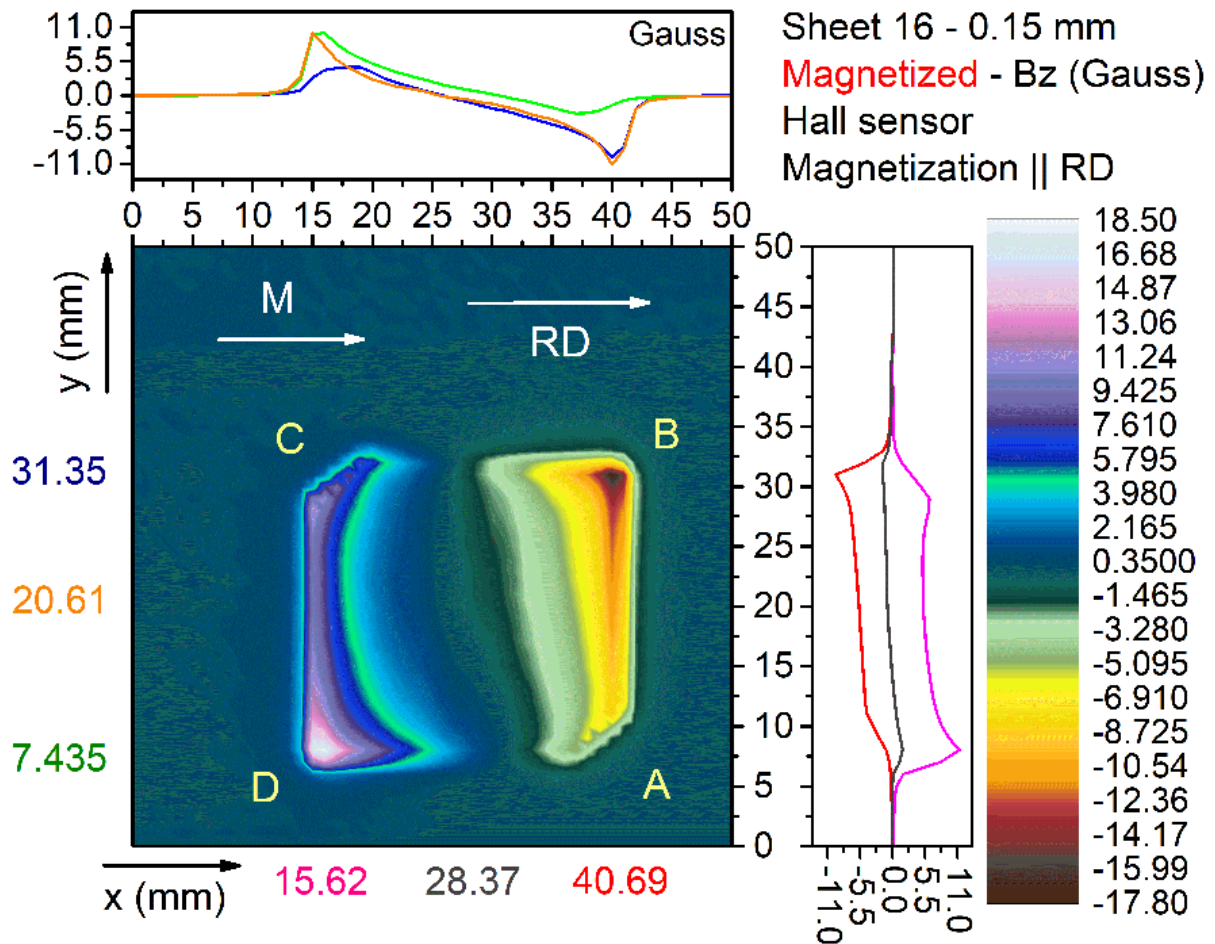 11.0
5.5
0.0
-5.5
-11.0
Gauss
0 5 10 15 20 25 30 35 40 45 50
Sheet 16 - 0.15 mm
Magnetized - Bz (Gauss)
Hall sensor
Magnetization || RD
y (mm)
M
RD
C
B
D
A
31.35
20.61
7.435
x (mm)
15.62 28.37 40.69
50
45
40
35
30
25
20
15
10
5
0
-11.0 -5.5 0.0 5.5 11.0
18.50
16.68
14.87
13.06
11.24
9.425
7.610
5.795
3.980
2.165
0.3500
-1.465
-3.280
-5.095
-6.910
-8.725
-10.54
-12.36
-14.17
-15.99
-17.80